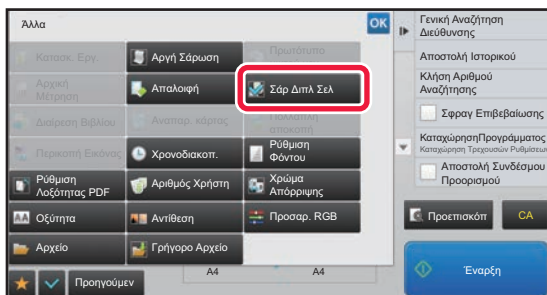 Άλλα
OK
Κατασκ. Εργ.
Αργή Σάρωση
Πρωτότυπο
Αρχική
Μέτρηση
Απαλοιφή
Σάρ Διπλ Σελ
Διαίρεση Βιβλίου
Αναπαρ. κάρτας
Πολλαπλή
αποκοπή
Περικοπή Εικόνας
Χρονοδιακοπ.
Ρύθμιση
Φόντου
Ρύθμιση
Λοξότητας PDF
Αριθμός Χρήστη
Χρώμα
Απόρριψης
AA Οξύτητα
Αντίθεση
Προσαρ. RGB
Αρχείο
Γρήγορο Αρχείο
Προηγούμεν
A4
A4
Γενική Αναζήτηση
Διεύθυνσης
Αποστολή Ιστορικού
Κλήση Αριθμού
Αναζήτησης
Σφραγ Επιβεβαίωσης
ΚαταχώρησηΠρογράμματος
Καταχώρηση Τρεχουσών Ρυθμίσεων
Αποστολή Συνδέσμου
Προορισμού
Προεπισκόπ
CA
Έναρξη